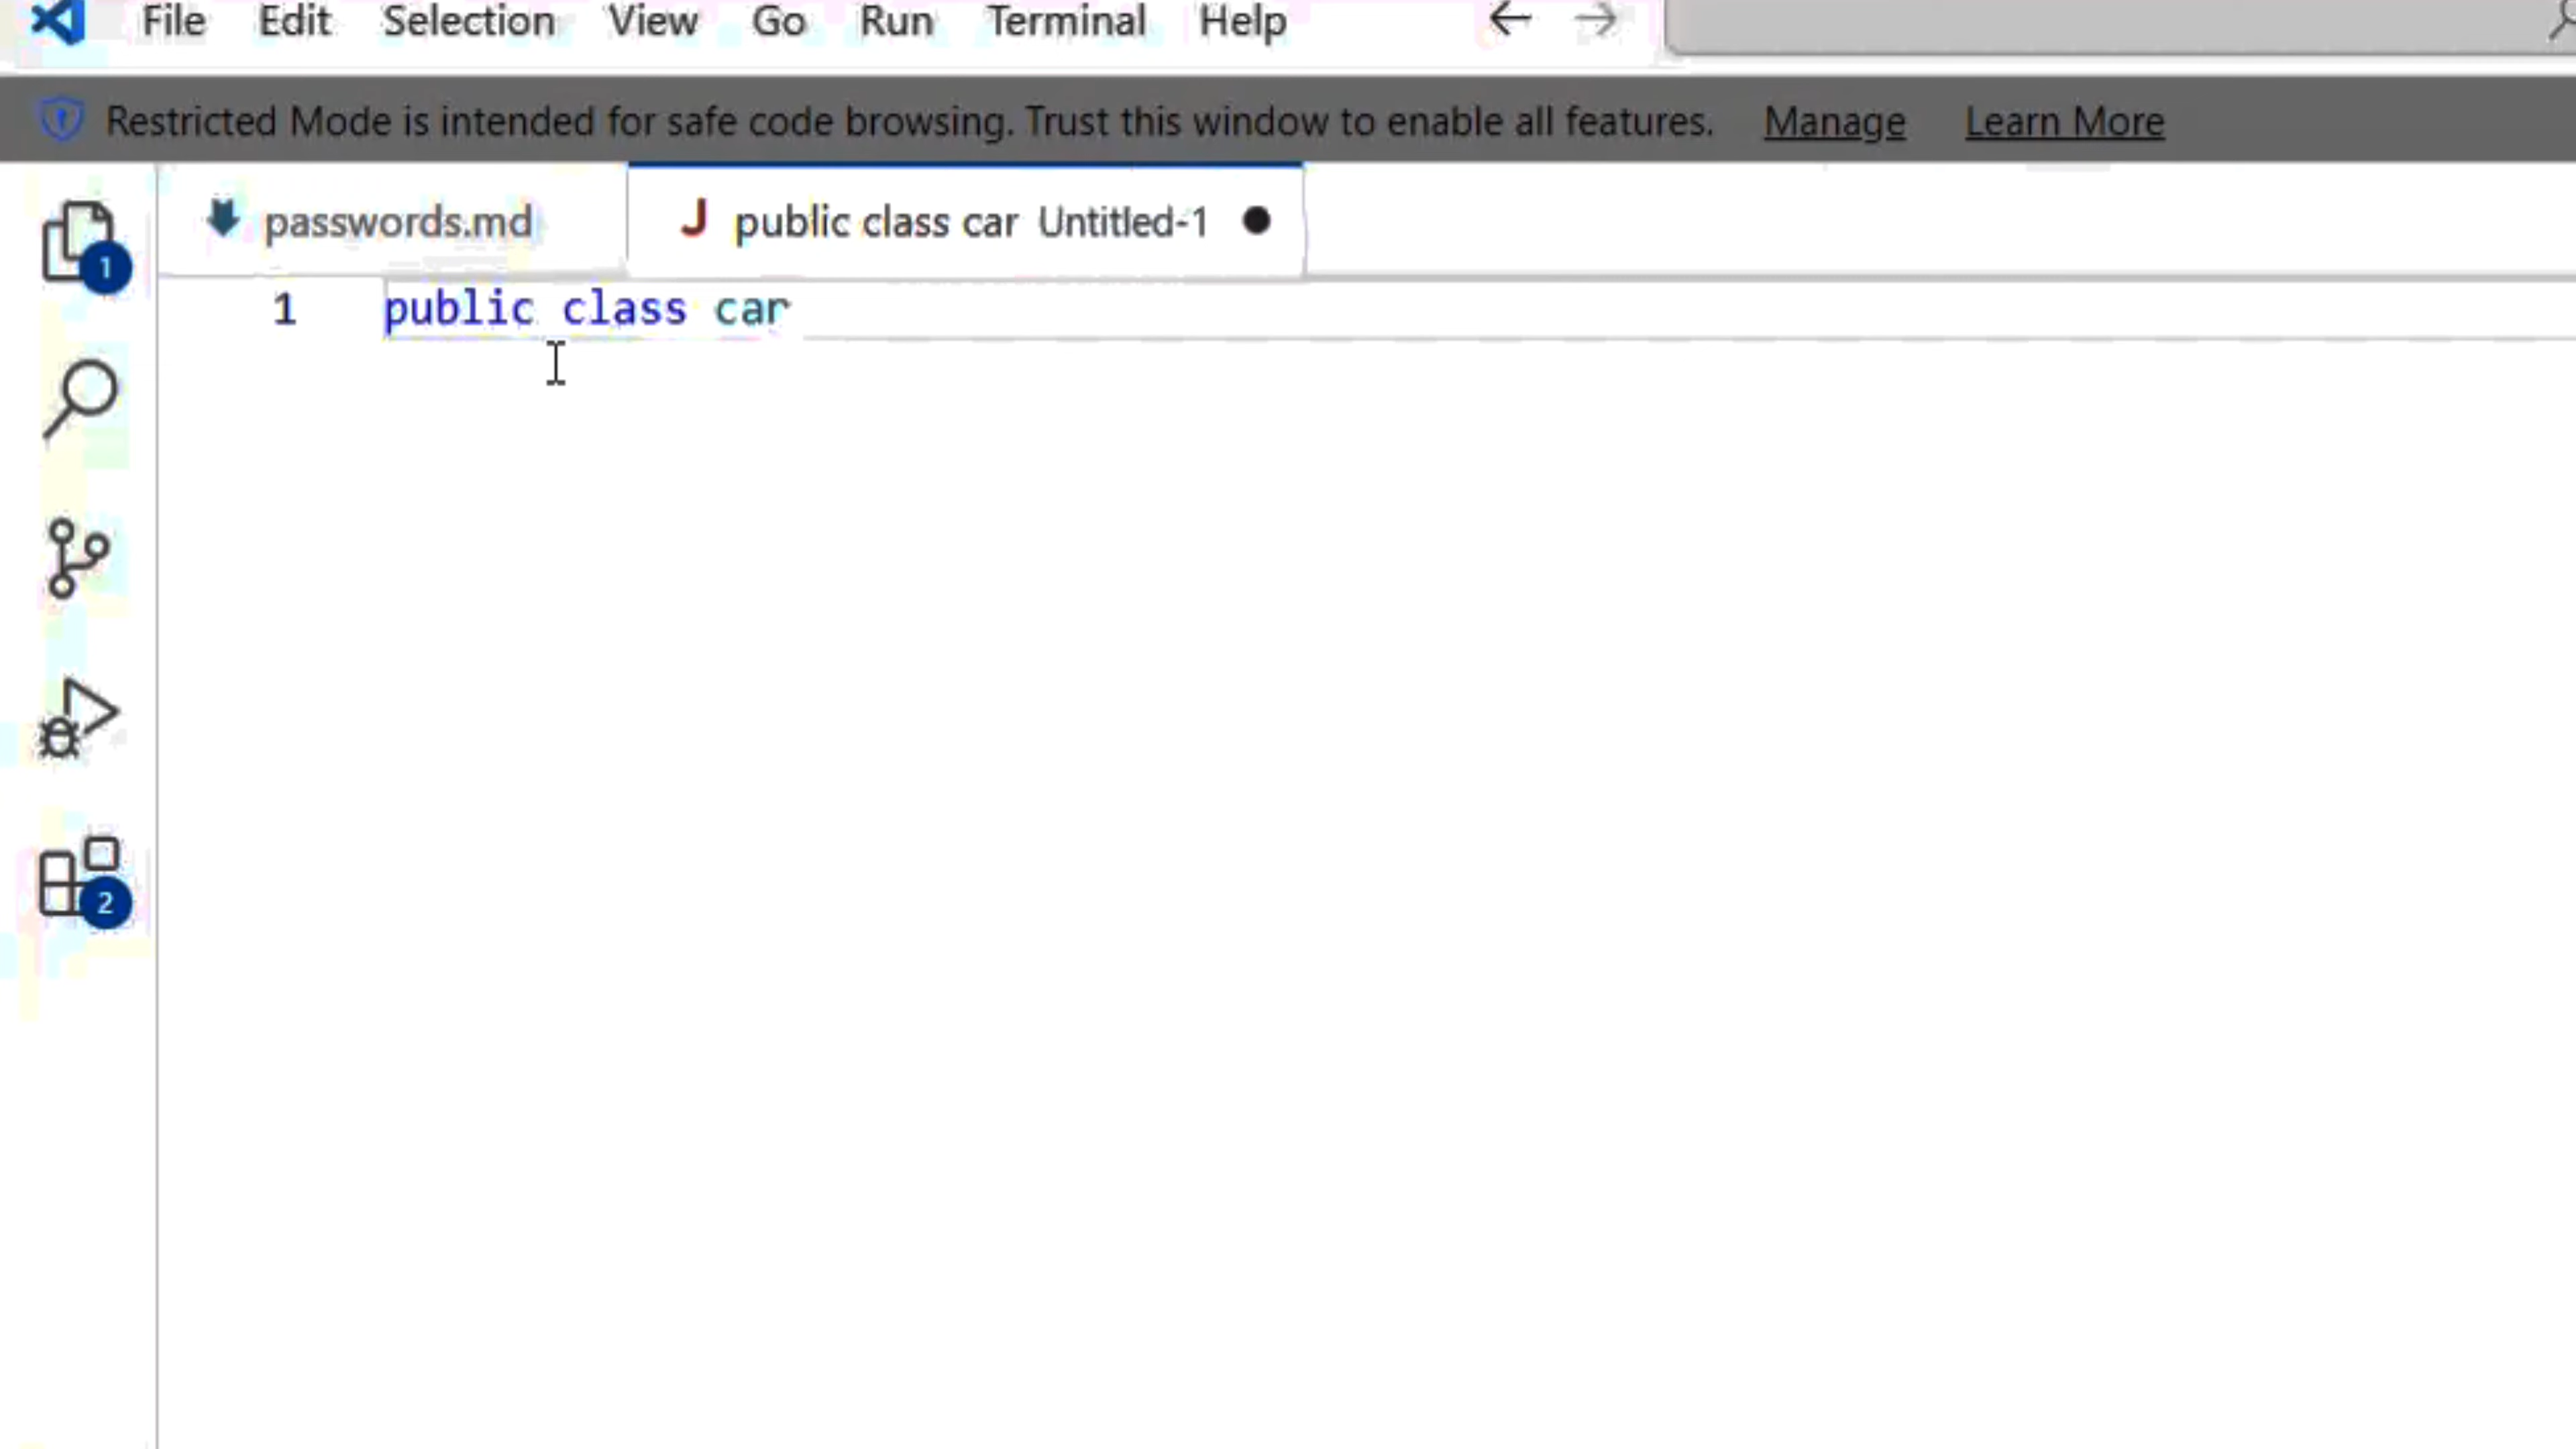 File Edit Selection View Go Run Terminal Help
Restricted Mode is intended for safe code browsing. Trust this window to enable all features. Manage Learn More
passwords.md J public class car Untitled-1
1
1 public class car
2